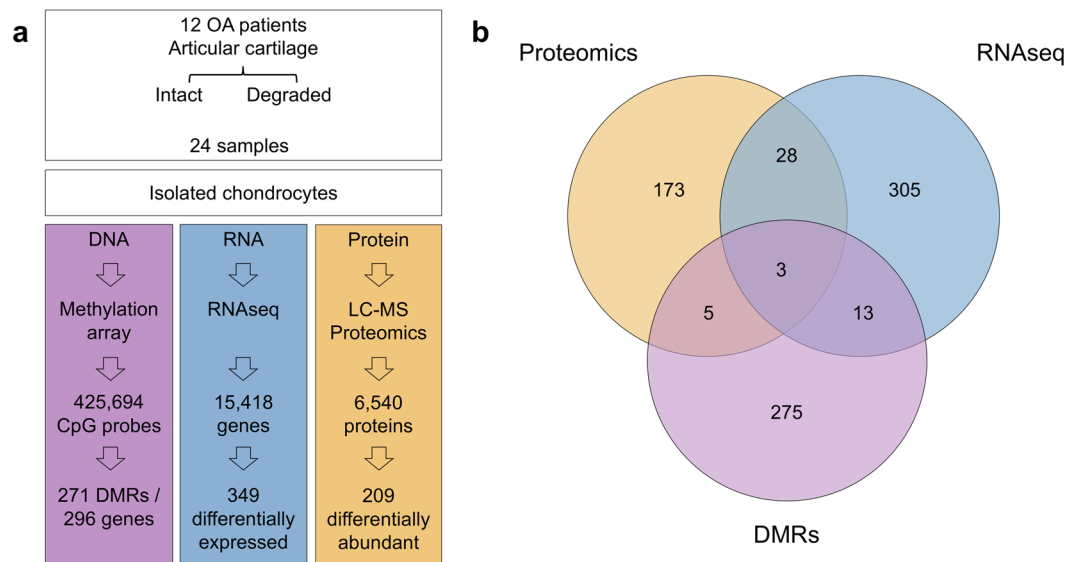 a
12 OA patients
Articular cartilage
Intact Degraded
24 samples
Isolated chondrocytes
DNA
Methylation
array
425,694
CpG probes
271 DMRs /
296 genes
RNA
RNAseq
15,418
genes
349
differentially
expressed
Protein
LC-MS
Proteomics
6,540
proteins
209
differentially
abundant
b
Proteomics RNAseq
28
173 305
3
5 13
275
DMRs